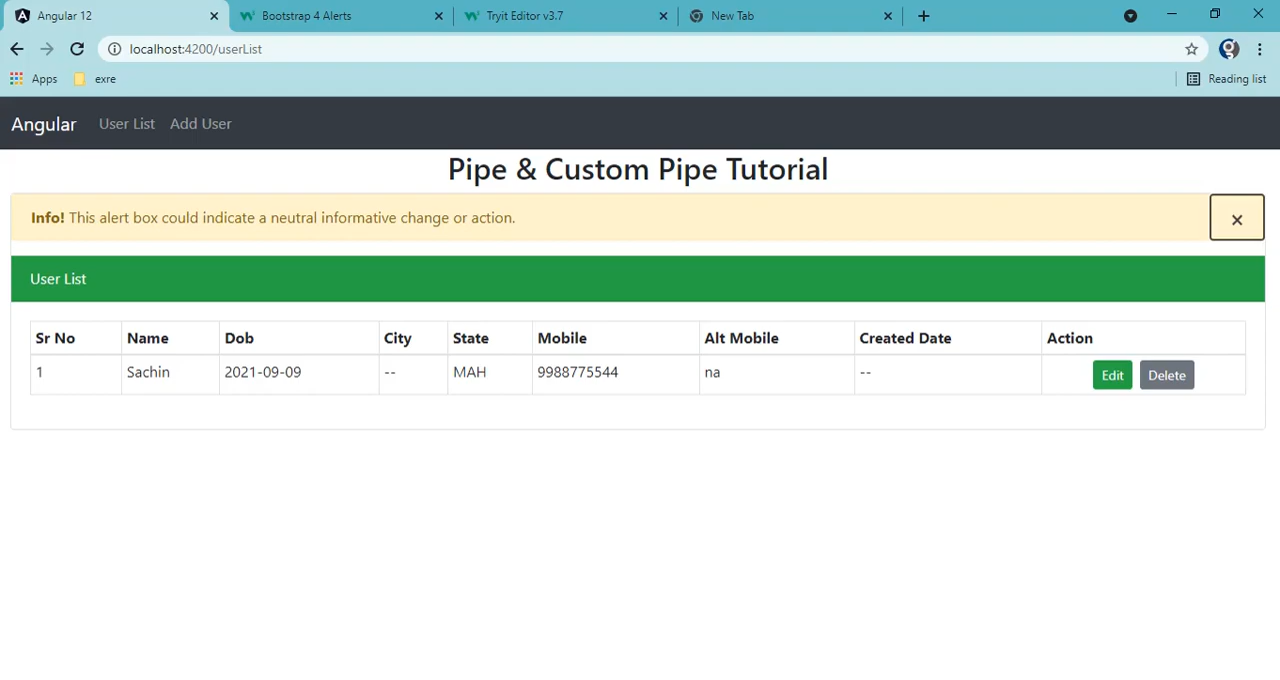 Angular 12 Bootstrap 4 Alerts Tryit Editor v3.7 New Tab
localhost:4200/userList
Apps exre Reading list
Angular User List Add User
Pipe & Custom Pipe Tutorial
Info! This alert box could indicate a neutral informative change or action. ×
User List
Sr No Name Dob City State Mobile Alt Mobile Created Date Action
1 Sachin 2021-09-09 -- MAH 9988775544 na -- Edit Delete